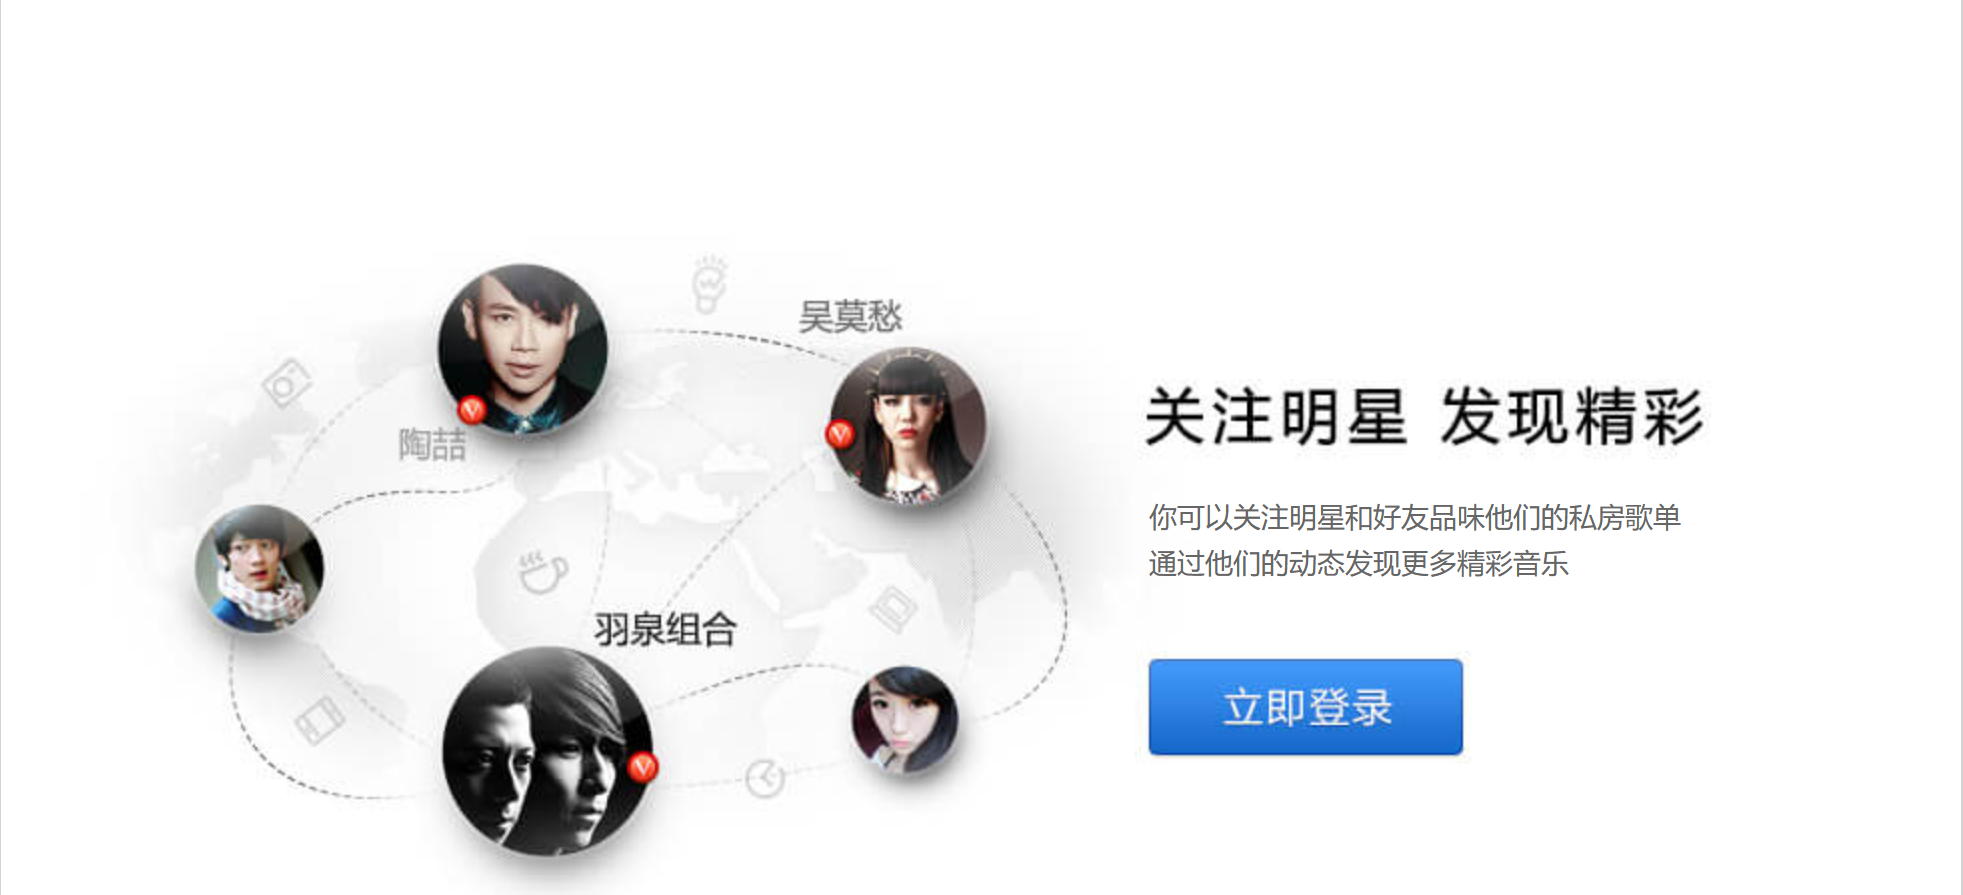 吴莫愁
陶喆
羽泉组合
关注明星 发现精彩
你可以关注明星和好友品味他们的私房歌单
通过他们的动态发现更多精彩音乐
立即登录